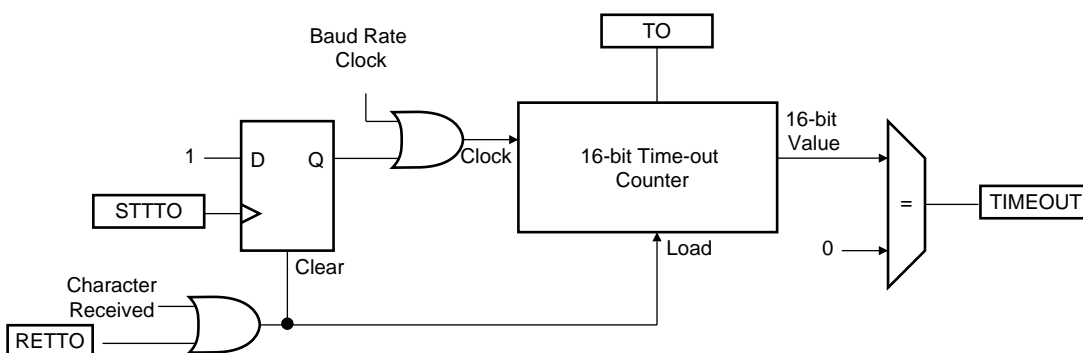 TO
Baud Rate
Clock
1
D
Q
Clock
16-bit Time-out
Counter
16-bit
Value
=
TIMEOUT
STTTO
Clear
Load
0
Character
Received
RETTO